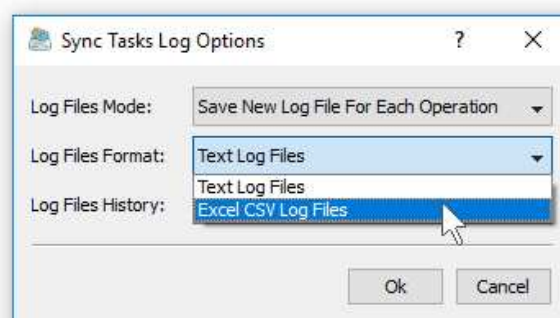 Sync Tasks Log Options
Log Files Mode: Save New Log File For Each Operation
Log Files Format: Text Log Files
Text Log Files
Log Files History: Excel CSV Log Files
Ok Cancel